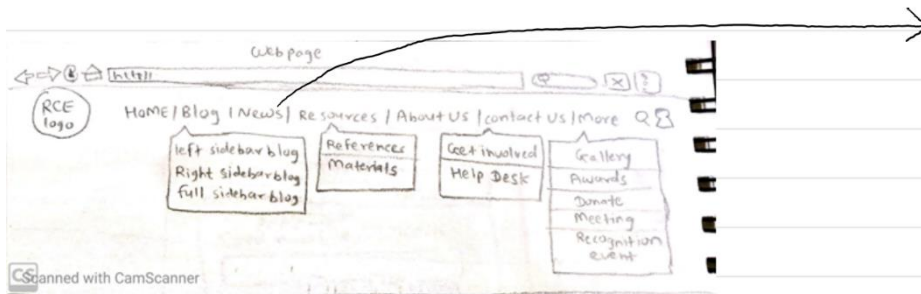 Web page
http://
RCE
logo
HOME / Blog / News / Resources / About Us / contact us / More
left sidebar blog
Right sidebar blog
full sidebar blog
References
Materials
Get involved
Help Desk
Gallery
Awards
Donate
Meeting
Recognition
event
CS Scanned with CamScanner